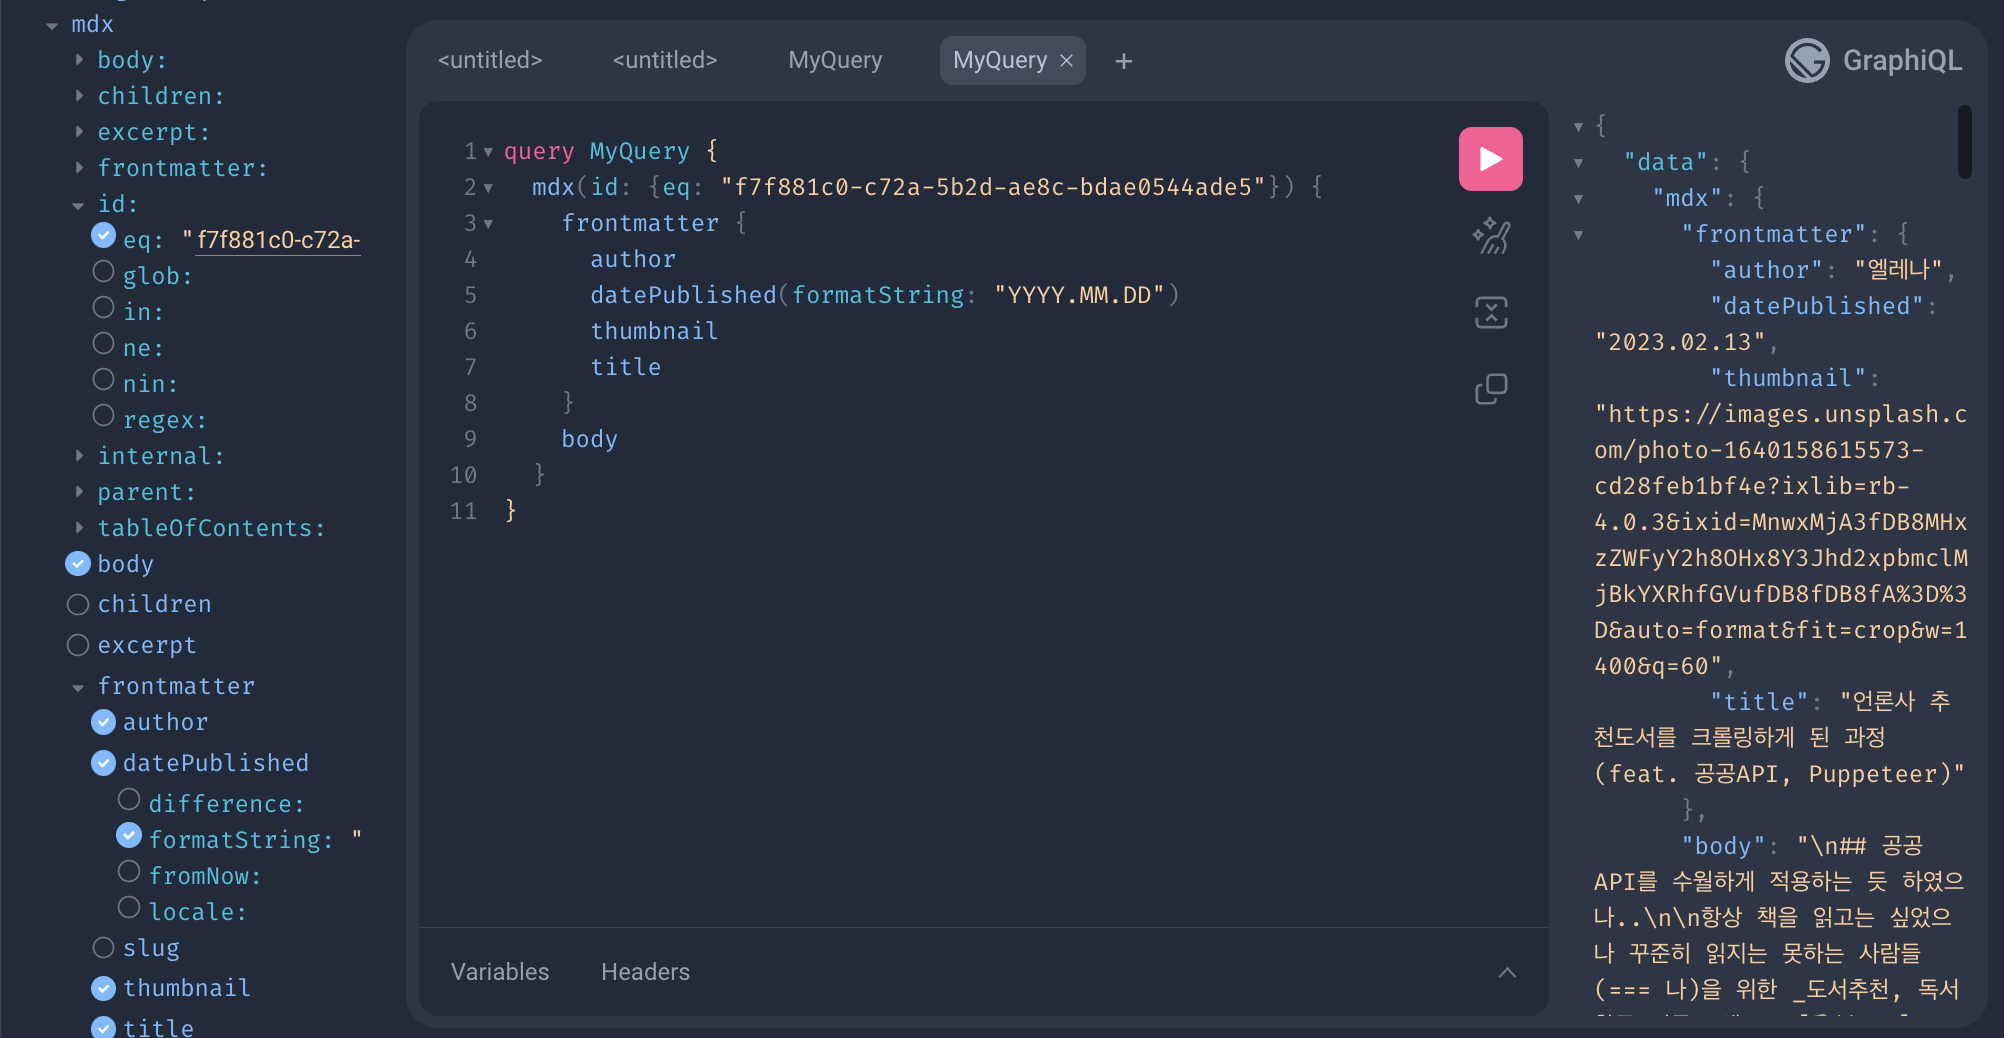 mdx
body:
children:
excerpt:
frontmatter:
id:
eq: "f7f881c0-c72a-
glob:
in:
ne:
nin:
regex:
internal:
parent:
tableOfContents:
body
children
excerpt
frontmatter
author
datePublished
difference:
formatString: "
fromNow:
locale:
slug
thumbnail
title
<untitled>
<untitled>
MyQuery
MyQuery ×
+
GraphiQL
1 query MyQuery {
2 mdx(id: {eq: "f7f881c0-c72a-5b2d-ae8c-bdae0544ade5"}) {
3 frontmatter {
4 author
5 datePublished(formatString: "YYYY.MM.DD")
6 thumbnail
7 title
8 }
9 body
10 }
11 }
Variables
Headers
{
"data": {
"mdx": {
"frontmatter": {
"author": "엘레나",
"datePublished":
"2023.02.13",
"thumbnail":
"https://images.unsplash.c
om/photo-1640158615573-
cd28feb1bf4e?ixlib=rb-
4.0.3&ixid=MnwxMjA3fDB8MHx
zZWFyY2h8OHx8Y3Jhd2xpbmclM
jBkYXRhfGVufDB8fDB8fA%3D%3
D&auto=format&fit=crop&w=1
400&q=60",
"title": "언론사 추
천도서를 크롤링하게 된 과정
(feat. 공공API, Puppeteer)"
},
"body": "\n## 공공
API를 수월하게 적용하는 듯 하였으
나..\n\n항상 책을 읽고는 싶었으
나 꾸준히 읽지는 못하는 사람들
(=== 나)을 위한 _도서추천, 독서